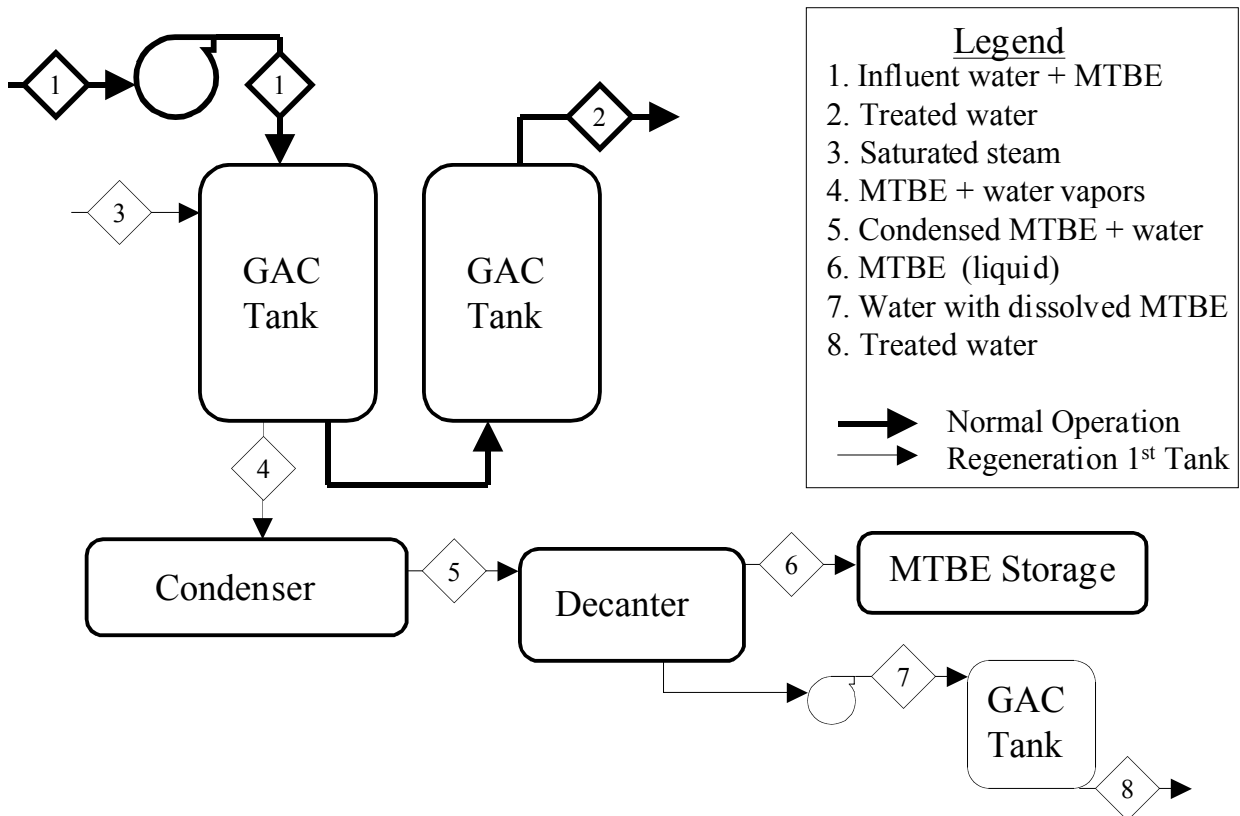 1
1
2
3
GAC
Tank
GAC
Tank
4
Condenser
5
Decanter
6
MTBE Storage
7
GAC
Tank
8
Legend
1. Influent water + MTBE
2. Treated water
3. Saturated steam
4. MTBE + water vapors
5. Condensed MTBE + water
6. MTBE (liquid)
7. Water with dissolved MTBE
8. Treated water
Normal Operation
Regeneration 1st Tank